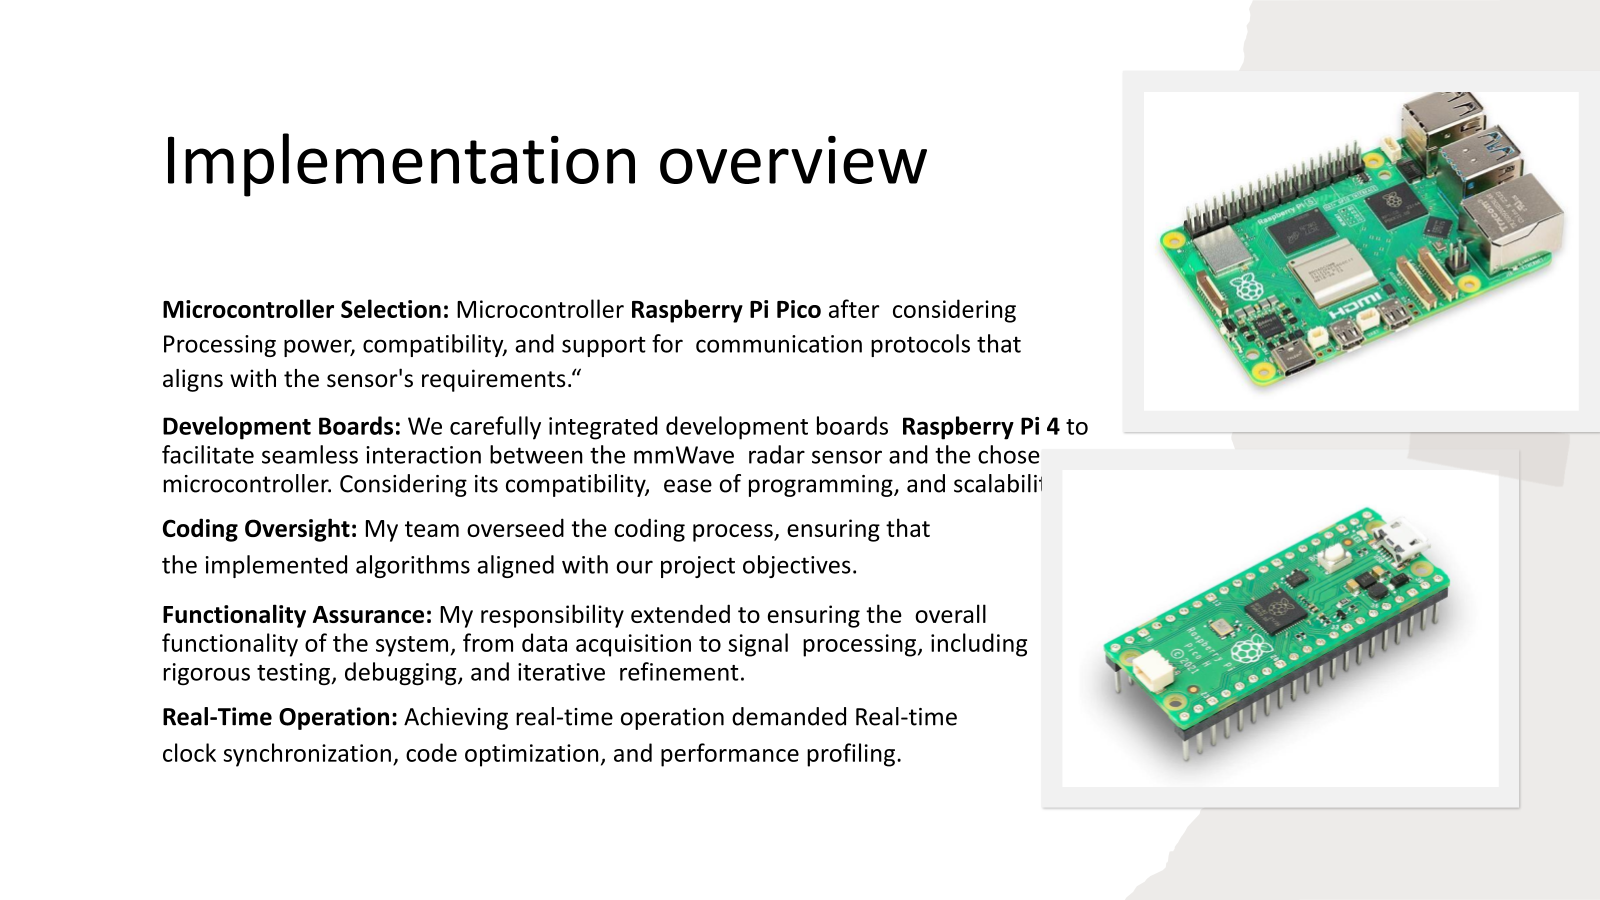 Implementation overview
Microcontroller Selection: Microcontroller Raspberry Pi Pico after  considering
Processing power, compatibility, and support for  communication protocols that
aligns with the sensor's requirements.“
Development Boards: We carefully integrated development boards  Raspberry Pi 4 to
facilitate seamless interaction between the mmWave  radar sensor and the chose
microcontroller. Considering its compatibility,  ease of programming, and scalabilit
Coding Oversight: My team overseed the coding process, ensuring that
the implemented algorithms aligned with our project objectives.
Functionality Assurance: My responsibility extended to ensuring the  overall
functionality of the system, from data acquisition to signal  processing, including
rigorous testing, debugging, and iterative  refinement.
Real-Time Operation: Achieving real-time operation demanded Real-time
clock synchronization, code optimization, and performance profiling.
Raspberry Pi 5
HDMI
Trxcom
Raspberry Pi
Pico H
©2021